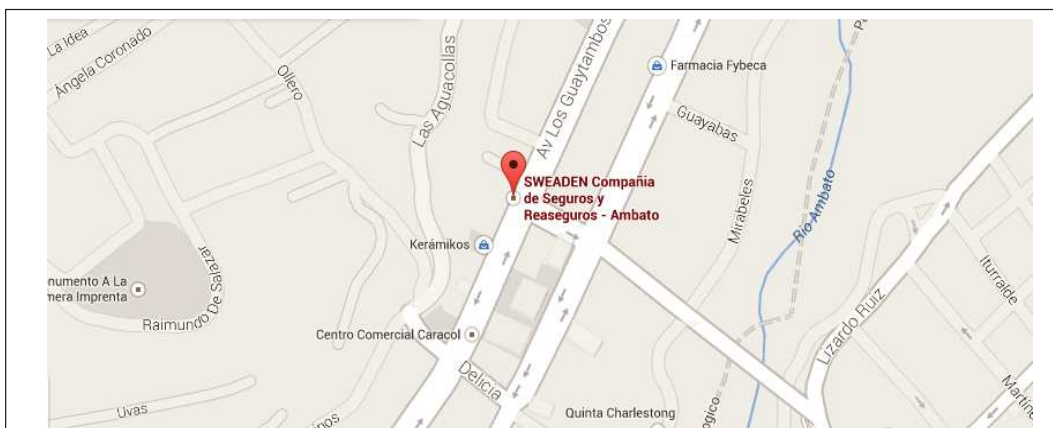 La Idea
Ángela Coronado
Ollero
Las Aguacollas
Av Los Guaytambos
Farmacia Fybeca
Guayabas
SWEADEN Compañia
de Seguros y
Reaseguros - Ambato
Mirabeles
Rio Ambato
Kerámikos
numento A La
mera Imprenta
Raimundo De Salazar
Iturralde
Lizardo Ruiz
Centro Comercial Caracol
Delicia
Uvas
Quinta Charlestong